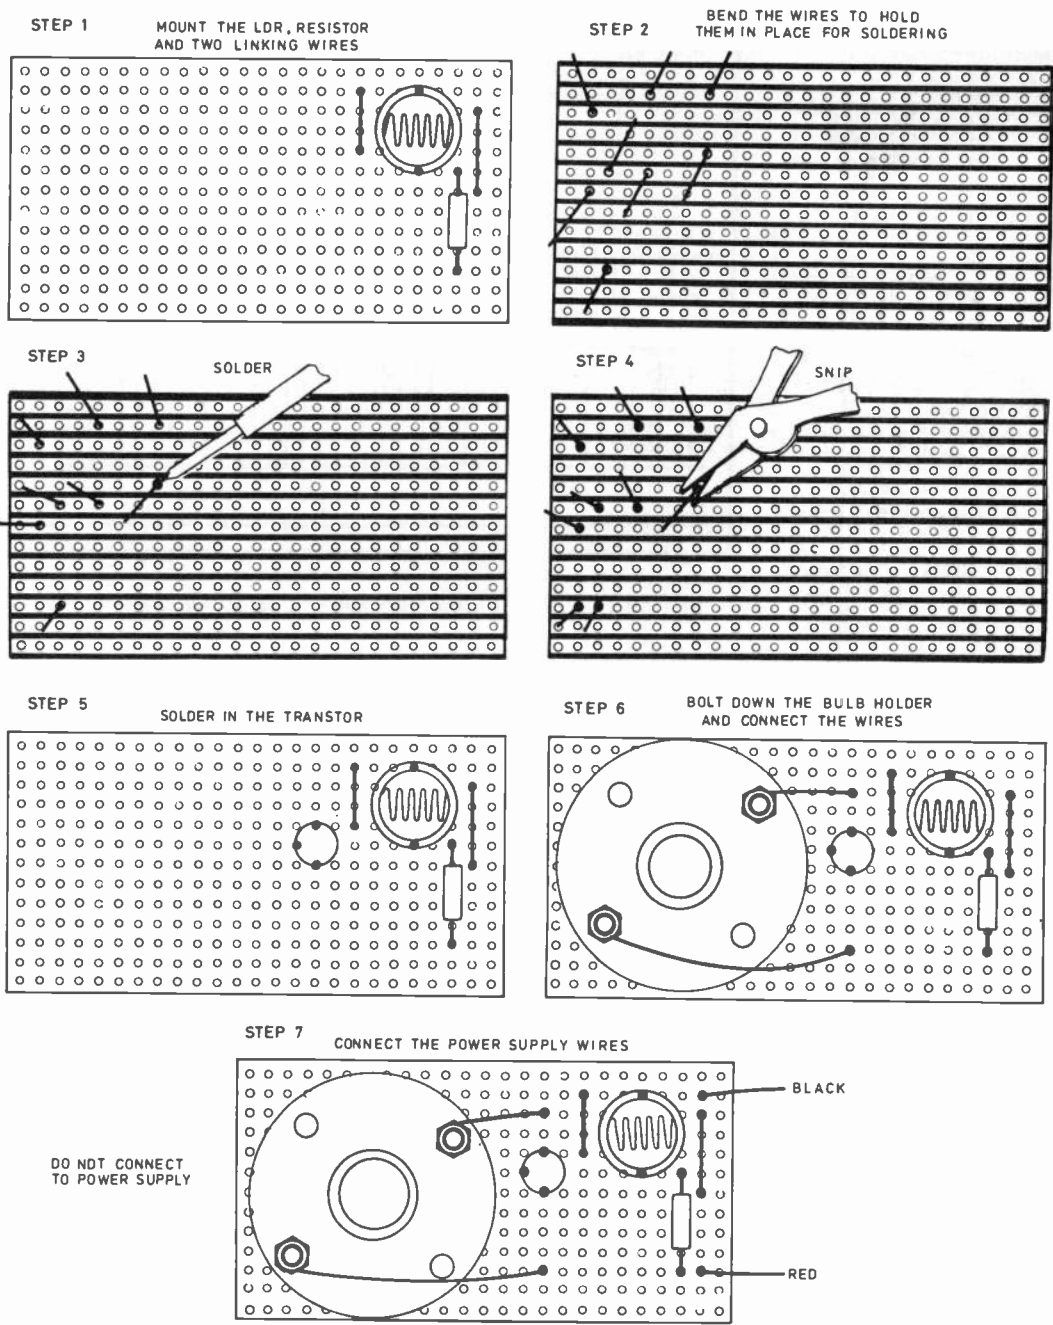 STEP 1
MOUNT THE LDR, RESISTOR
AND TWO LINKING WIRES
STEP 2
BEND THE WIRES TO HOLD
THEM IN PLACE FOR SOLDERING
STEP 3
SOLDER
STEP 4
SNIP
STEP 5
SOLDER IN THE TRANSTOR
STEP 6
BOLT DOWN THE BULB HOLDER
AND CONNECT THE WIRES
STEP 7
CONNECT THE POWER SUPPLY WIRES
BLACK
DO NOT CONNECT
TO POWER SUPPLY
RED